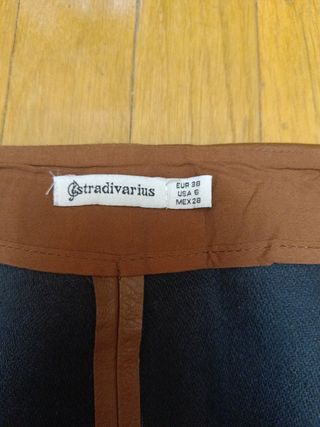 stradivarius
EUR 38
USA 6
MEX 28